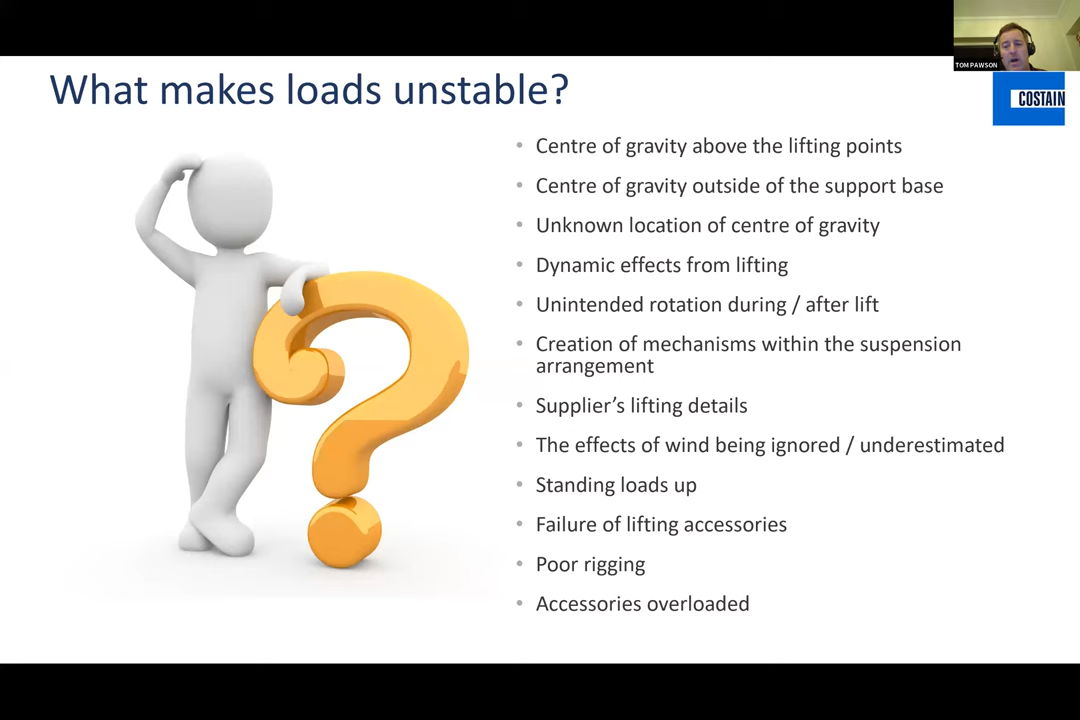 TOM PAWSON
COSTAIN
What makes loads unstable?
• Centre of gravity above the lifting points
• Centre of gravity outside of the support base
• Unknown location of centre of gravity
• Dynamic effects from lifting
• Unintended rotation during / after lift
• Creation of mechanisms within the suspension
arrangement
• Supplier’s lifting details
• The effects of wind being ignored / underestimated
• Standing loads up
• Failure of lifting accessories
• Poor rigging
• Accessories overloaded